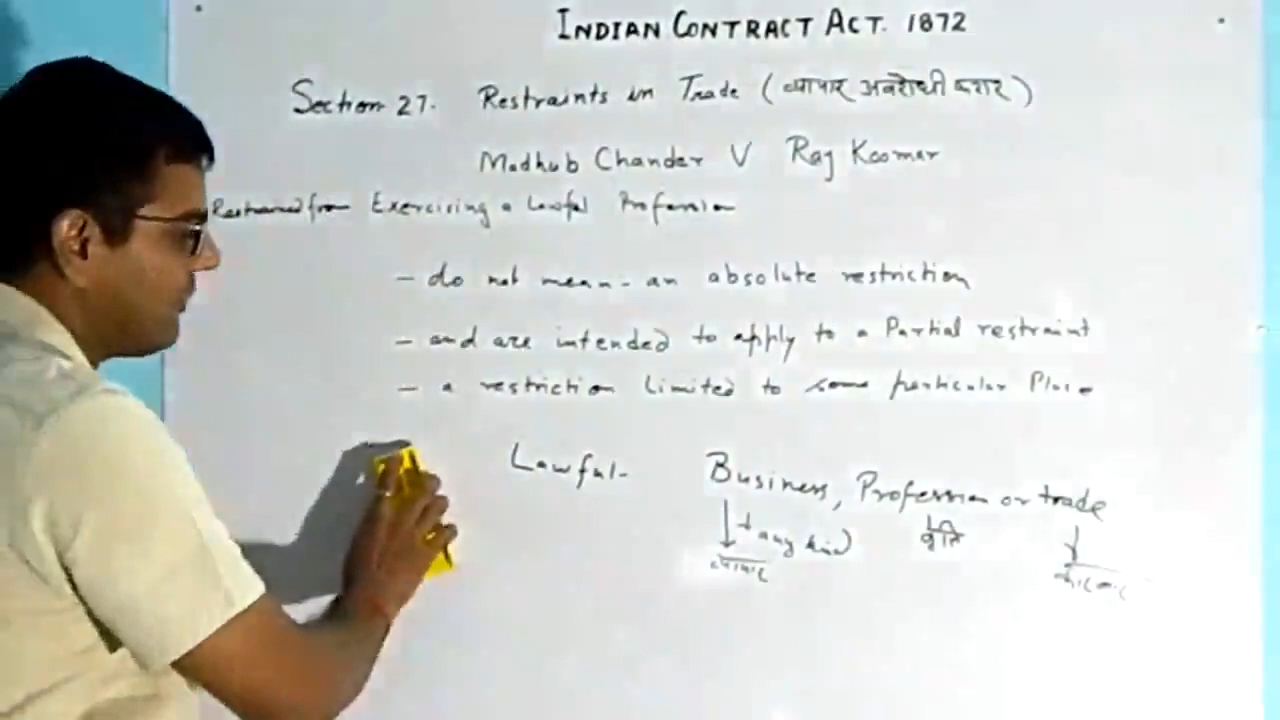 INDIAN CONTRACT ACT. 1872
Section 27. Restraints in Trade (व्यापार अवरोधी करार)
Madhub Chander V Raj Koomar
Restrained from Exercising a Lawful Profession
- do not mean - an absolute restriction
- and are intended to apply to a Partial restraint
- a restriction Limited to some particular Place
Lawful - Business, Profession or trade
any kind वृति
व्यापार कारबार